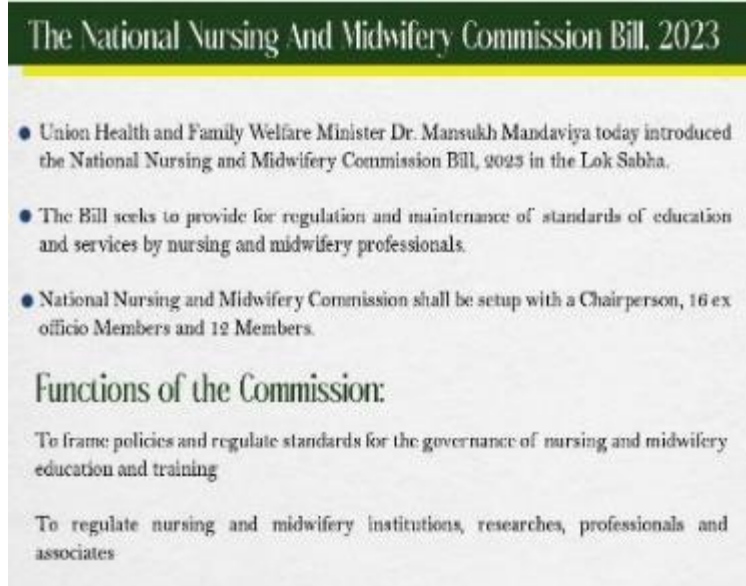 The National Nursing And Midwifery Commission Bill, 2023
Union Health and Family Welfare Minister Dr. Mansukh Mandaviya today introduced
the National Nursing and Midwifery Commission Bill, 2023 in the Lok Sabha.
The Bill seeks to provide for regulation and maintenance of standards of education
and services by nursing and midwifery professionals.
National Nursing and Midwifery Commission shall be setup with a Chairperson, 16 ex
officio Members and 12 Members.
Functions of the Commission:
To frame policies and regulate standards for the governance of nursing and midwifery
education and training
To regulate nursing and midwifery institutions, researches, professionals and
associates